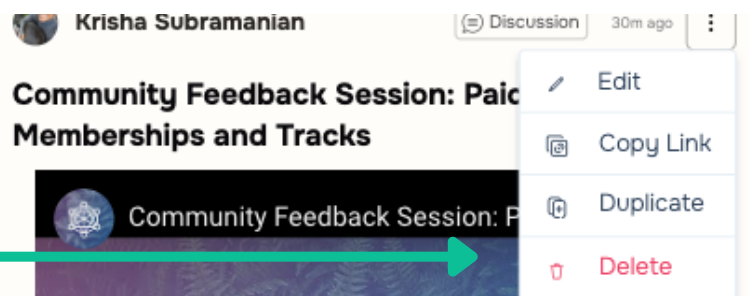 Krisha Subramanian
Discussion
30m ago
Community Feedback Session: Paid
Memberships and Tracks
Community Feedback Session: P
Edit
Copy Link
Duplicate
Delete